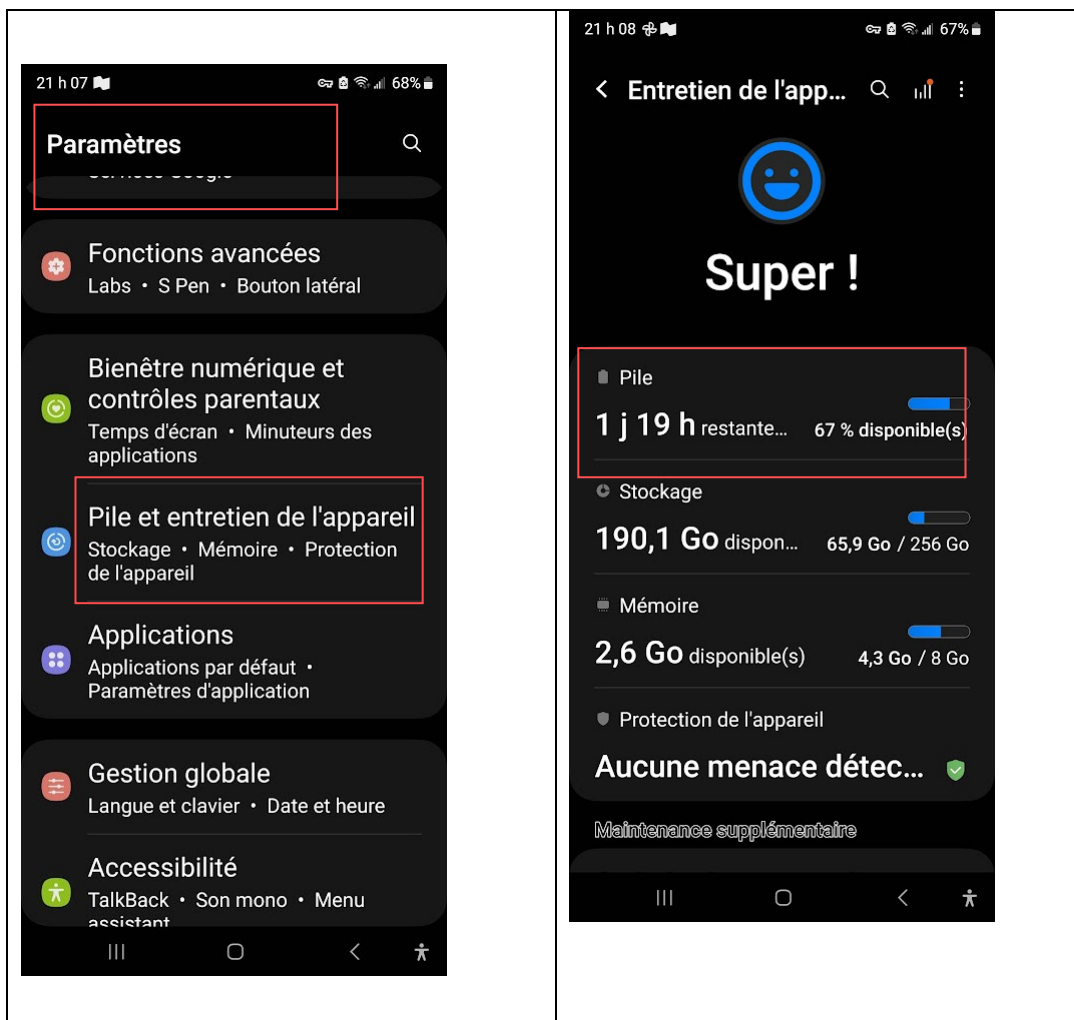 21 h 07
68%
Paramètres
Services Google
Fonctions avancées
Labs • S Pen • Bouton latéral
Bienêtre numérique et
contrôles parentaux
Temps d'écran • Minuteurs des
applications
Pile et entretien de l'appareil
Stockage • Mémoire • Protection
de l'appareil
Applications
Applications par défaut •
Paramètres d'application
Gestion globale
Langue et clavier • Date et heure
Accessibilité
TalkBack • Son mono • Menu
assistant
21 h 08
67%
Entretien de l'app...
Super !
Pile
1 j 19 h restante... 67 % disponible(s)
Stockage
190,1 Go dispon... 65,9 Go / 256 Go
Mémoire
2,6 Go disponible(s) 4,3 Go / 8 Go
Protection de l'appareil
Aucune menace détec...
Maintenance supplémentaire